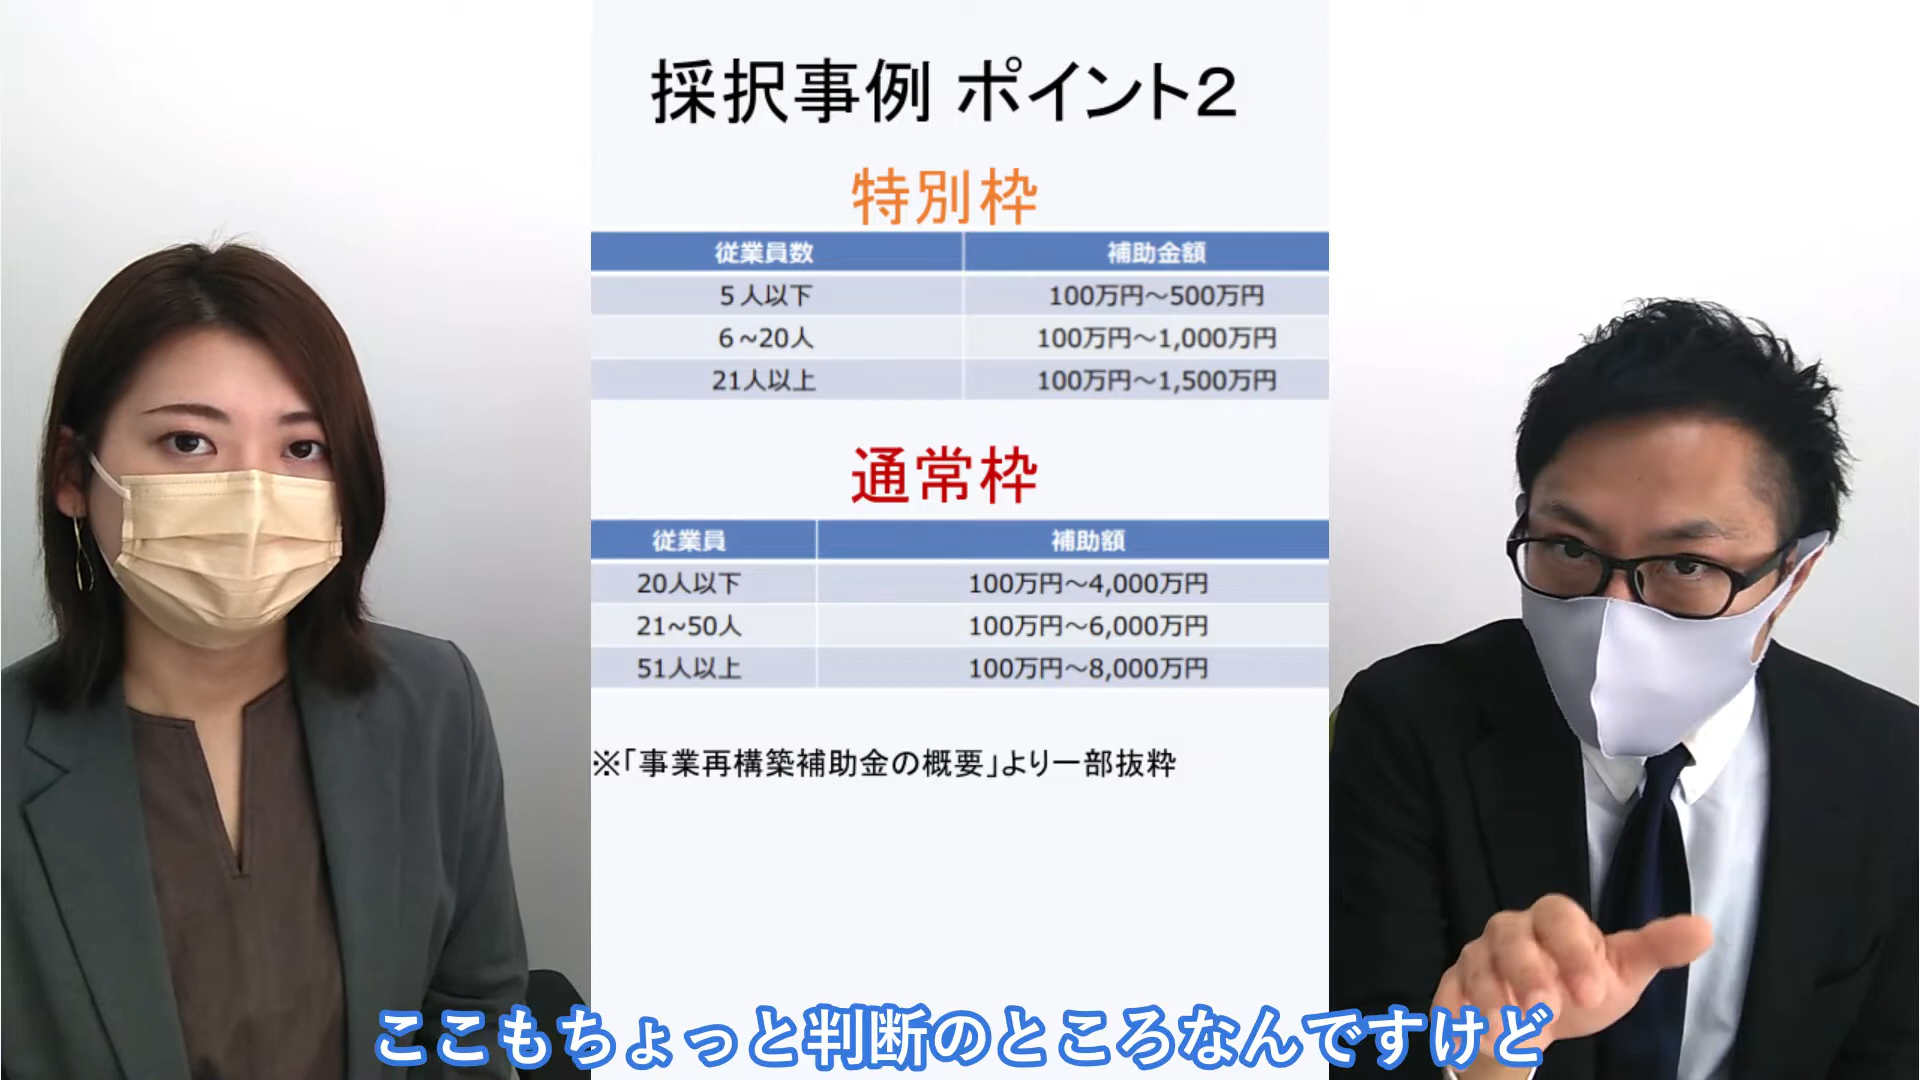 採択事例 ポイント２
特別枠
従業員数 補助金額
５人以下 100万円～500万円
６~20人 100万円～1,000万円
21人以上 100万円～1,500万円
通常枠
従業員 補助額
20人以下 100万円～4,000万円
21~50人 100万円～6,000万円
51人以上 100万円～8,000万円
※「事業再構築補助金の概要」より一部抜粋
ここもちょっと判断のところなんですけど